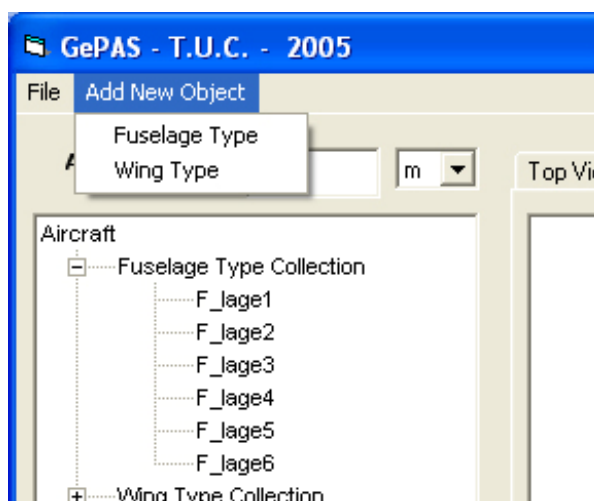 GePAS - T.U.C. - 2005
File Add New Object
Fuselage Type
Wing Type
m
Top Vi
Aircraft
Fuselage Type Collection
F_lage1
F_lage2
F_lage3
F_lage4
F_lage5
F_lage6
Wing Type Collection